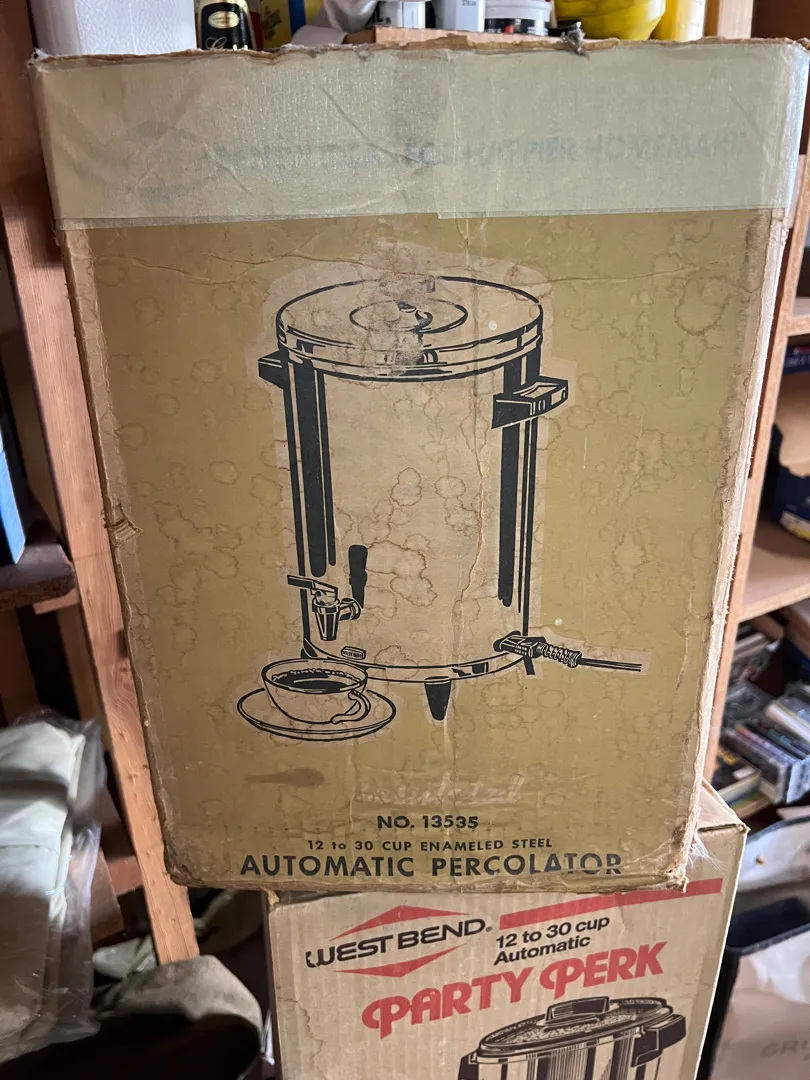 NO. 13535
12 to 30 CUP ENAMELED STEEL
AUTOMATIC PERCOLATOR
WEST BEND®
12 to 30 cup
Automatic
PARTY PERK